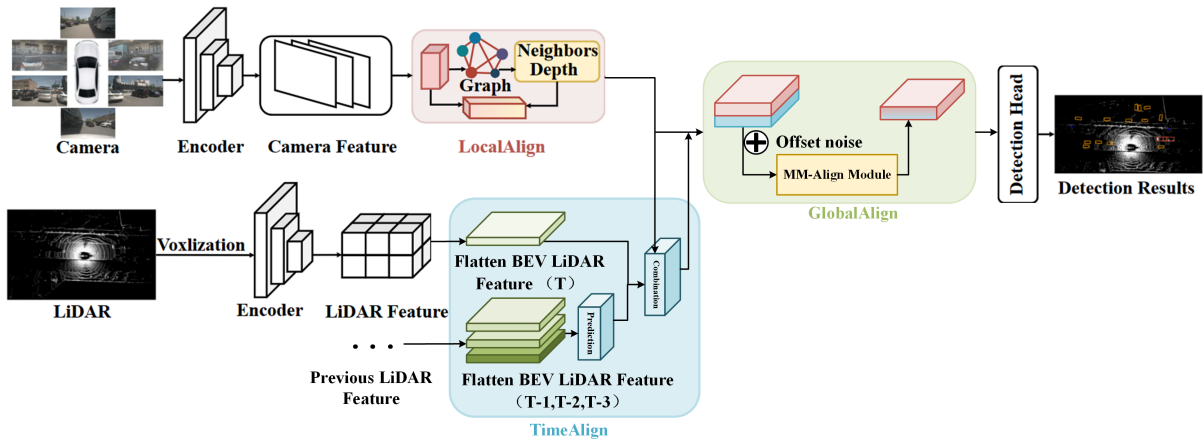 Camera
Encoder
Camera Feature
Graph
Neighbors
Depth
LocalAlign
LiDAR
Voxlization
Encoder
LiDAR Feature
. . .
Previous LiDAR
Feature
Flatten BEV LiDAR
Feature （T）
Prediction
Flatten BEV LiDAR Feature
（T-1,T-2,T-3）
Combination
TimeAlign
Offset noise
MM-Align Module
GlobalAlign
Detection Head
Detection Results